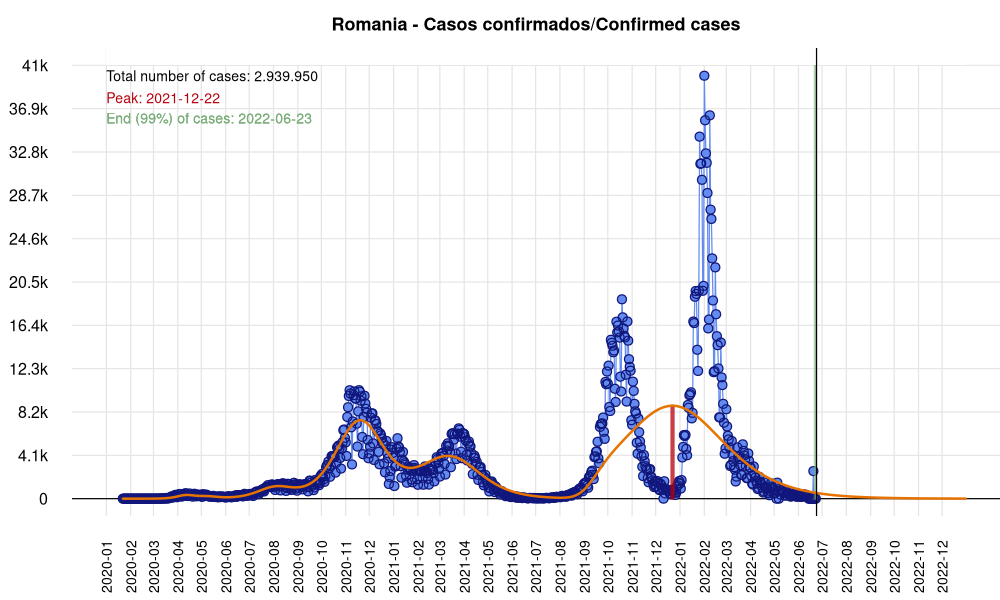 Romania - Casos confirmados/Confirmed cases
Total number of cases: 2.939.950
Peak: 2021-12-22
End (99%) of cases: 2022-06-23
41k
36.9k
32.8k
28.7k
24.6k
20.5k
16.4k
12.3k
8.2k
4.1k
0
2020-01
2020-02
2020-03
2020-04
2020-05
2020-06
2020-07
2020-08
2020-09
2020-10
2020-11
2021-12
2021-01
2021-02
2021-03
2021-04
2021-05
2021-06
2021-07
2021-08
2021-09
2021-10
2021-11
2021-12
2022-01
2022-02
2022-03
2022-04
2022-05
2022-06
2022-07
2022-08
2022-09
2022-10
2022-11
2022-12